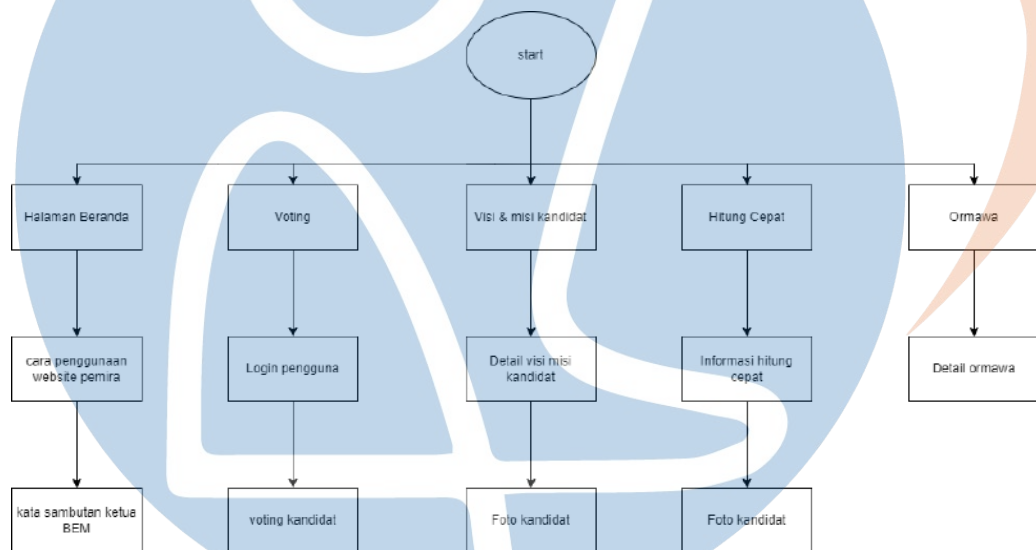 start
Halaman Beranda
Voting
Visi & misi kandidat
Hitung Cepat
Ormawa
cara penggunaan
website pemira
Login pengguna
Detail visi misi
kandidat
Informasi hitung
cepat
Detail ormawa
kata sambutan ketua
BEM
voting kandidat
Foto kandidat
Foto kandidat